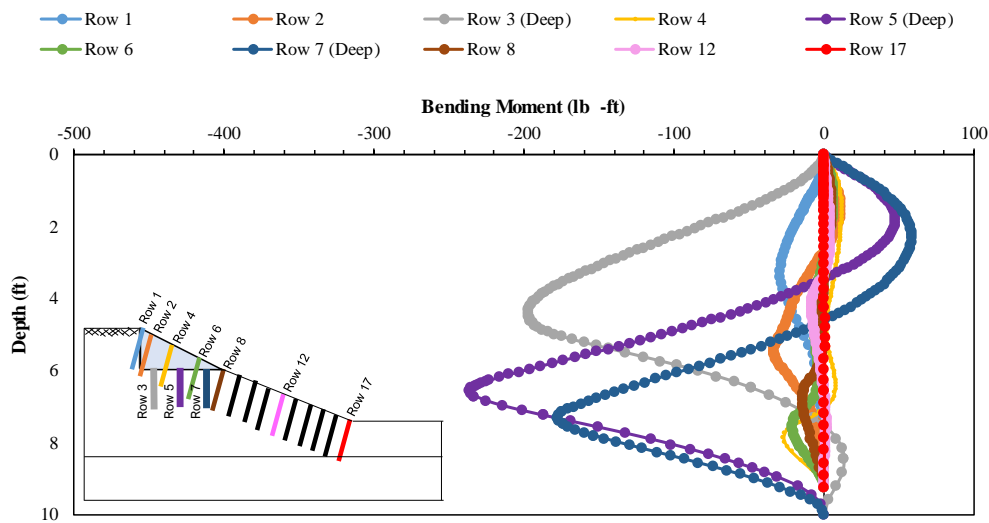 Row 1 Row 2 Row 3 (Deep) Row 4 Row 5 (Deep)
Row 6 Row 7 (Deep) Row 8 Row 12 Row 17
Bending Moment (lb -ft)
-500 -400 -300 -200 -100 0 100
0
2
4
6
8
10
Depth (ft)
Row 1
Row 2
Row 4
Row 6
Row 8
Row 12
Row 17
Row 3
Row 5
Row 7